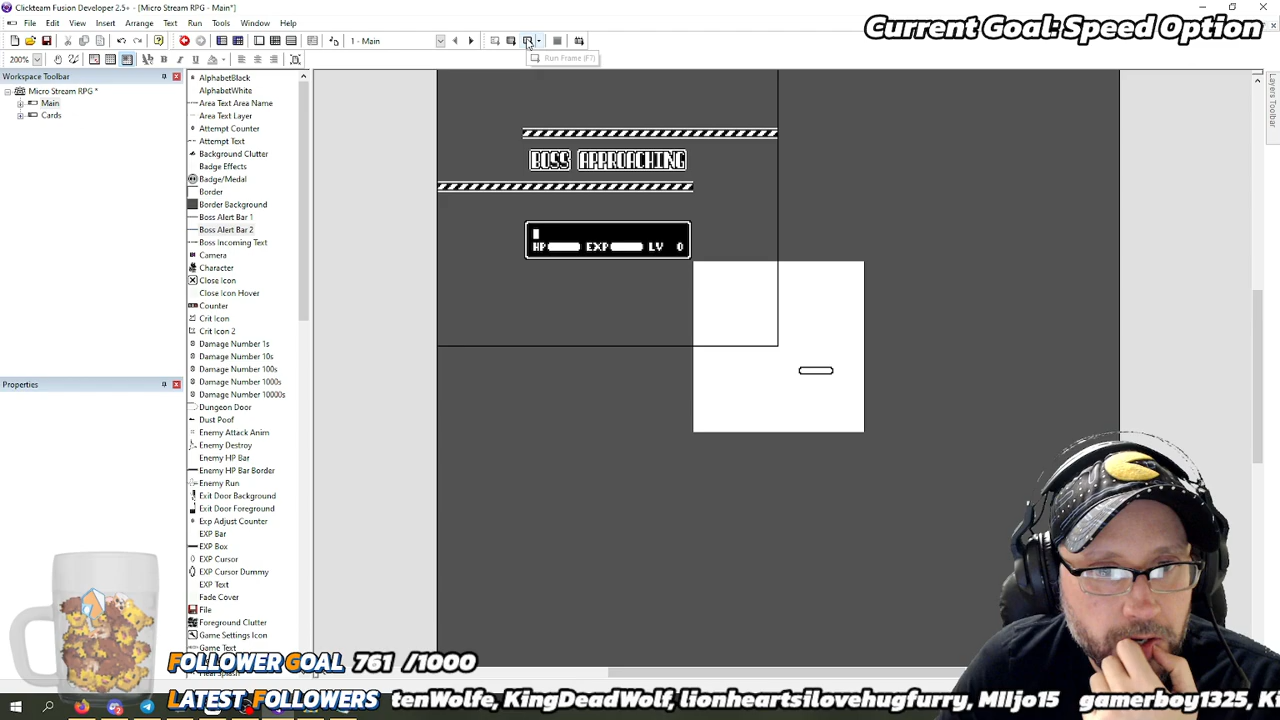 Clickteam Fusion Developer 2.5+ - [Micro Stream RPG - Main*]
File Edit View Insert Arrange Text Run Tools Window Help
Current Goal: Speed Option
1 - Main
200%
Run Frame (F7)
Workspace Toolbar
Micro Stream RPG *
Main
Cards
Properties
AlphabetBlack
AlphabetWhite
Area Text Area Name
Area Text Layer
Attempt Counter
Attempt Text
Background Clutter
Badge Effects
Badge/Medal
Border
Border Background
Boss Alert Bar 1
Boss Alert Bar 2
Boss Incoming Text
Camera
Character
Close Icon
Close Icon Hover
Counter
Crit Icon
Crit Icon 2
Damage Number 1s
Damage Number 10s
Damage Number 100s
Damage Number 1000s
Damage Number 10000s
Dungeon Door
Dust Poof
Enemy Attack Anim
Enemy Destroy
Enemy HP Bar
Enemy HP Bar Border
Enemy Run
Exit Door Background
Exit Door Foreground
Exp Adjust Counter
EXP Bar
EXP Box
EXP Cursor
EXP Cursor Dummy
EXP Text
Fade Cover
File
Foreground Clutter
Game Settings Icon
Game Text
BOSS APPROACHING
HP EXP LV 0
Layers Toolbar
FOLLOWER GOAL 761 /1000
LATEST FOLLOWERS tenWolfe, KingDeadWolf, lionheartsilovehugfurry, MIljo15 gamerboy1325,